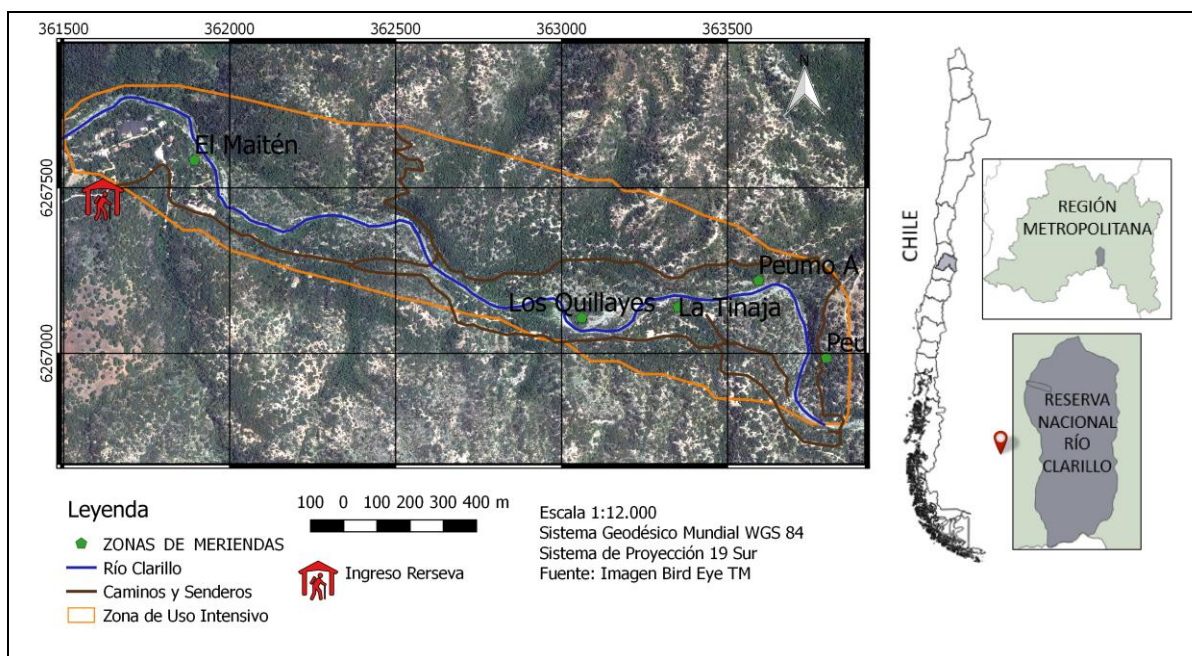 361500 362000 362500 363000 363500
N
6267500
6267000
El Maitén
Peumo A
Los Quillayes
La Tinaja
Peu
Leyenda
ZONAS DE MERIENDAS
Río Clarillo
Caminos y Senderos
Zona de Uso Intensivo
100 0 100 200 300 400 m
Ingreso Rerseva
Escala 1:12.000
Sistema Geodésico Mundial WGS 84
Sistema de Proyección 19 Sur
Fuente: Imagen Bird Eye TM
CHILE
REGIÓN
METROPOLITANA
RESERVA
NACIONAL
RÍO
CLARILLO